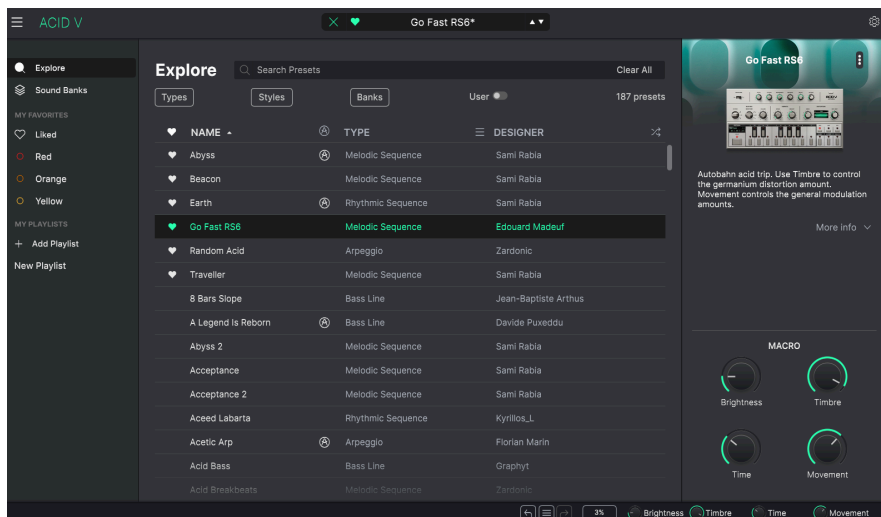 ACID V
Go Fast RS6*
Explore
Sound Banks
MY FAVORITES
Liked
Red
Orange
Yellow
MY PLAYLISTS
Add Playlist
New Playlist
Explore
Search Presets
Clear All
Types
Styles
Banks
User
187 presets
NAME TYPE DESIGNER
Abyss Melodic Sequence Sami Rabia
Beacon Melodic Sequence Sami Rabia
Earth Rhythmic Sequence Sami Rabia
Go Fast RS6 Melodic Sequence Edouard Madeuf
Random Acid Arpeggio Zardonic
Traveller Melodic Sequence Sami Rabia
8 Bars Slope Bass Line Jean-Baptiste Arthus
A Legend Is Reborn Bass Line Davide Puxeddu
Abyss 2 Melodic Sequence Sami Rabia
Acceptance Melodic Sequence Sami Rabia
Acceptance 2 Melodic Sequence Sami Rabia
Aceed Labarta Rhythmic Sequence Kyrillos_L
Acetic Arp Arpeggio Florian Marin
Acid Bass Bass Line Graphyt
Acid Breakbeats Melodic Sequence Zardonic
Go Fast RS6
Autobahn acid trip. Use Timbre to control
the germanium distortion amount.
Movement controls the general modulation
amounts.
More info
MACRO
Brightness Timbre
Time Movement
3% Brightness Timbre Time Movement